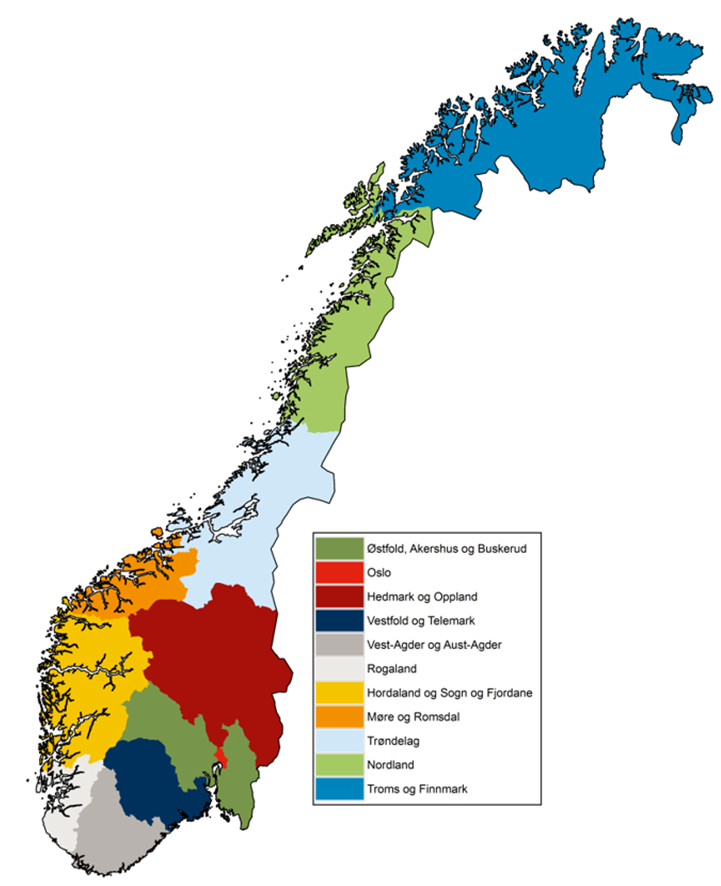 Østfold, Akershus og Buskerud
Oslo
Hedmark og Oppland
Vestfold og Telemark
Vest-Agder og Aust-Agder
Rogaland
Hordaland og Sogn og Fjordane
Møre og Romsdal
Trøndelag
Nordland
Troms og Finnmark